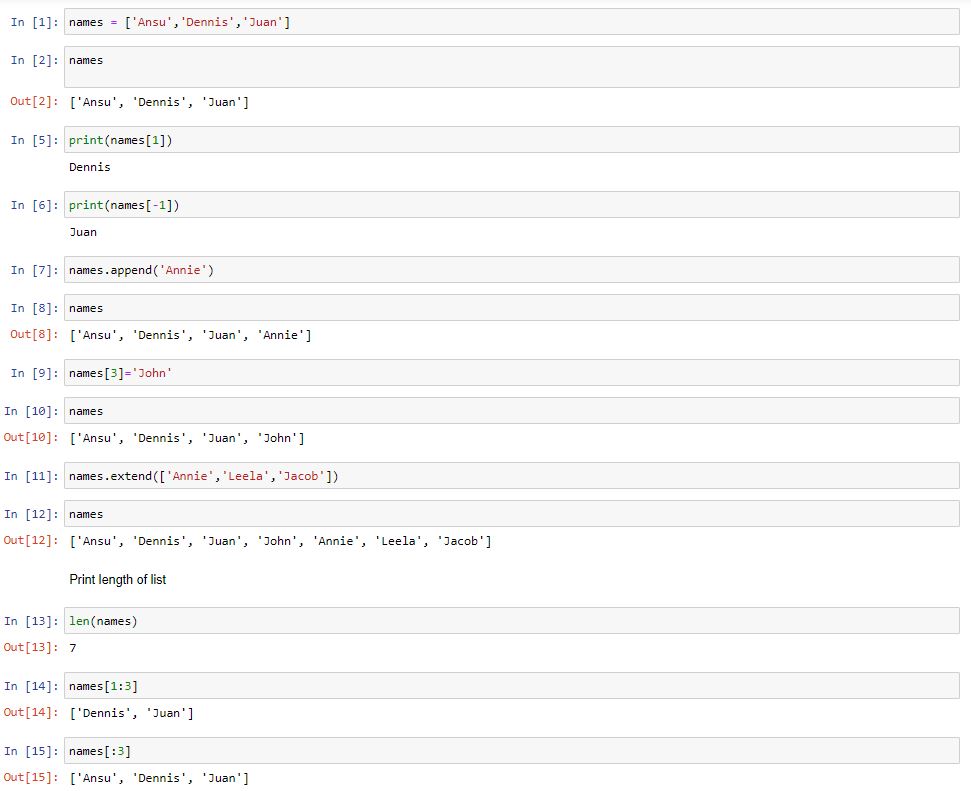 In [1]: names = ['Ansu','Dennis','Juan']
In [2]: names
Out[2]: ['Ansu', 'Dennis', 'Juan']
In [5]: print(names[1])
Dennis
In [6]: print(names[-1])
Juan
In [7]: names.append('Annie')
In [8]: names
Out[8]: ['Ansu', 'Dennis', 'Juan', 'Annie']
In [9]: names[3]='John'
In [10]: names
Out[10]: ['Ansu', 'Dennis', 'Juan', 'John']
In [11]: names.extend(['Annie','Leela','Jacob'])
In [12]: names
Out[12]: ['Ansu', 'Dennis', 'Juan', 'John', 'Annie', 'Leela', 'Jacob']
Print length of list
In [13]: len(names)
Out[13]: 7
In [14]: names[1:3]
Out[14]: ['Dennis', 'Juan']
In [15]: names[:3]
Out[15]: ['Ansu', 'Dennis', 'Juan']